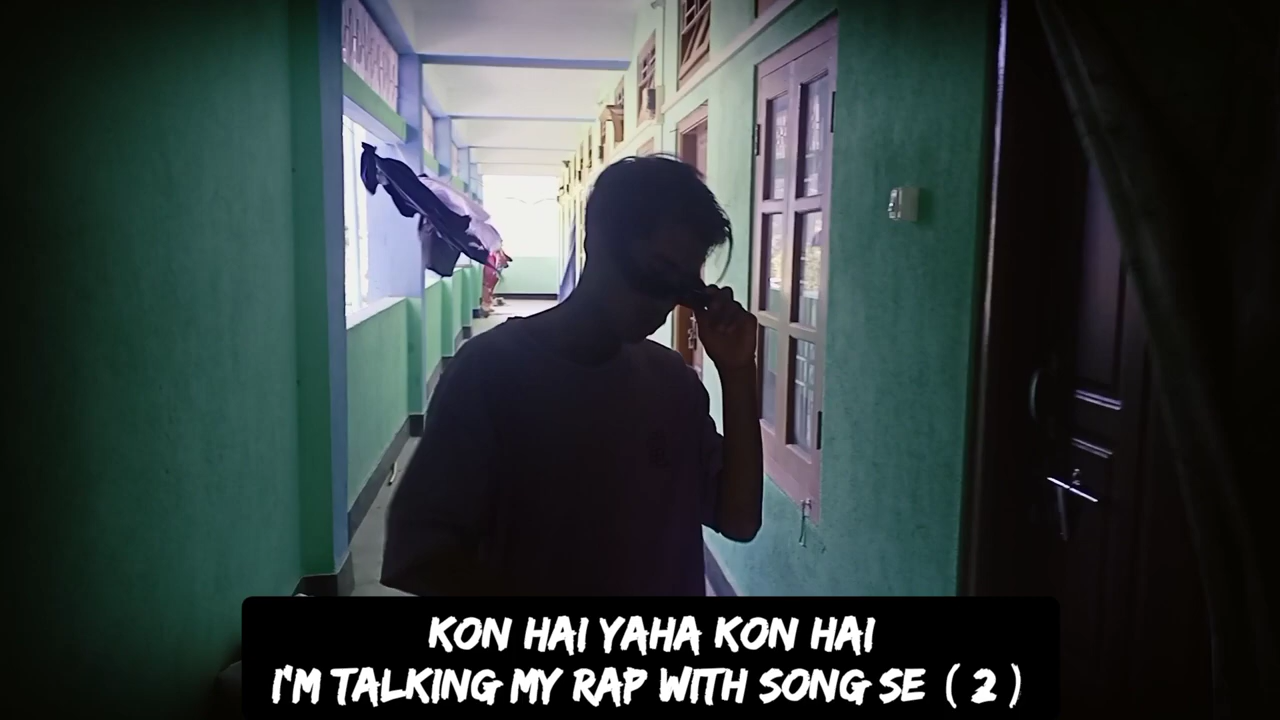 KON HAI YAHA KON HAI
I'M TALKING MY RAP WITH SONG SE ( 2 )